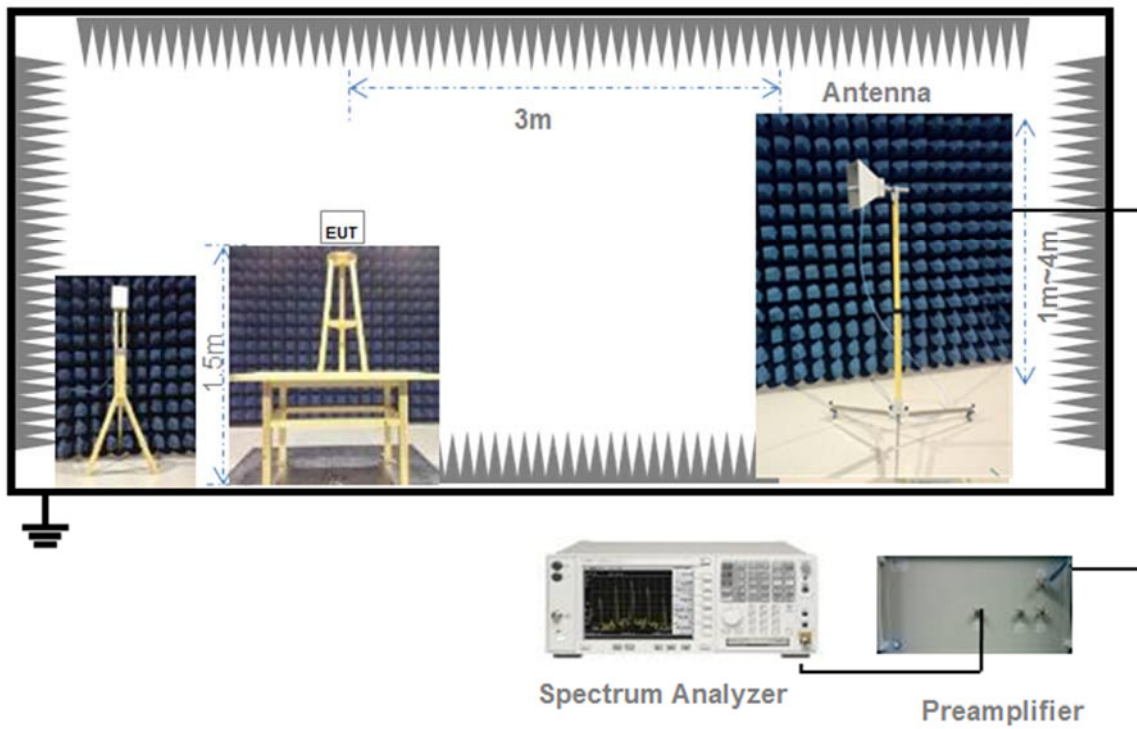 Antenna
3m
EUT
1.5m
1m~4m
Spectrum Analyzer
Preamplifier